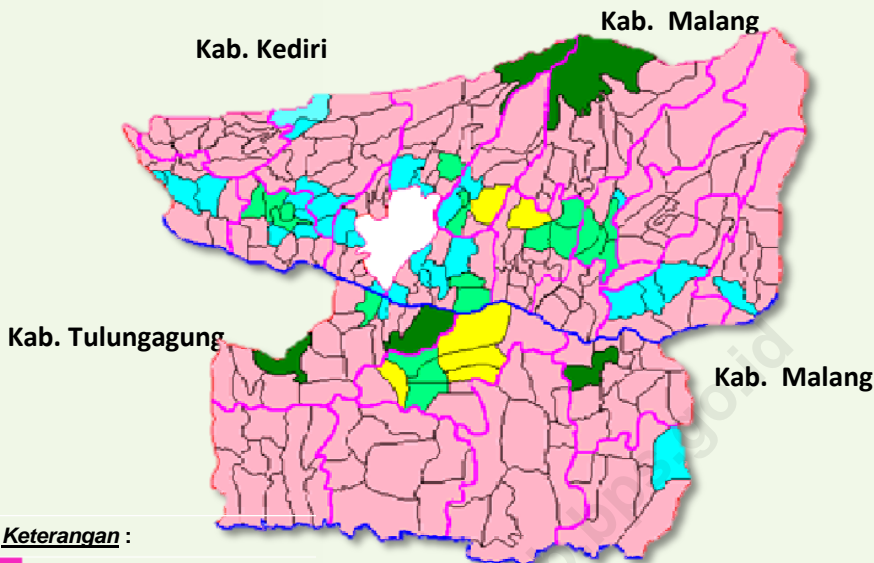 Kab. Malang
Kab. Kediri
Kab. Tulungagung
Kab. Malang
Keterangan :